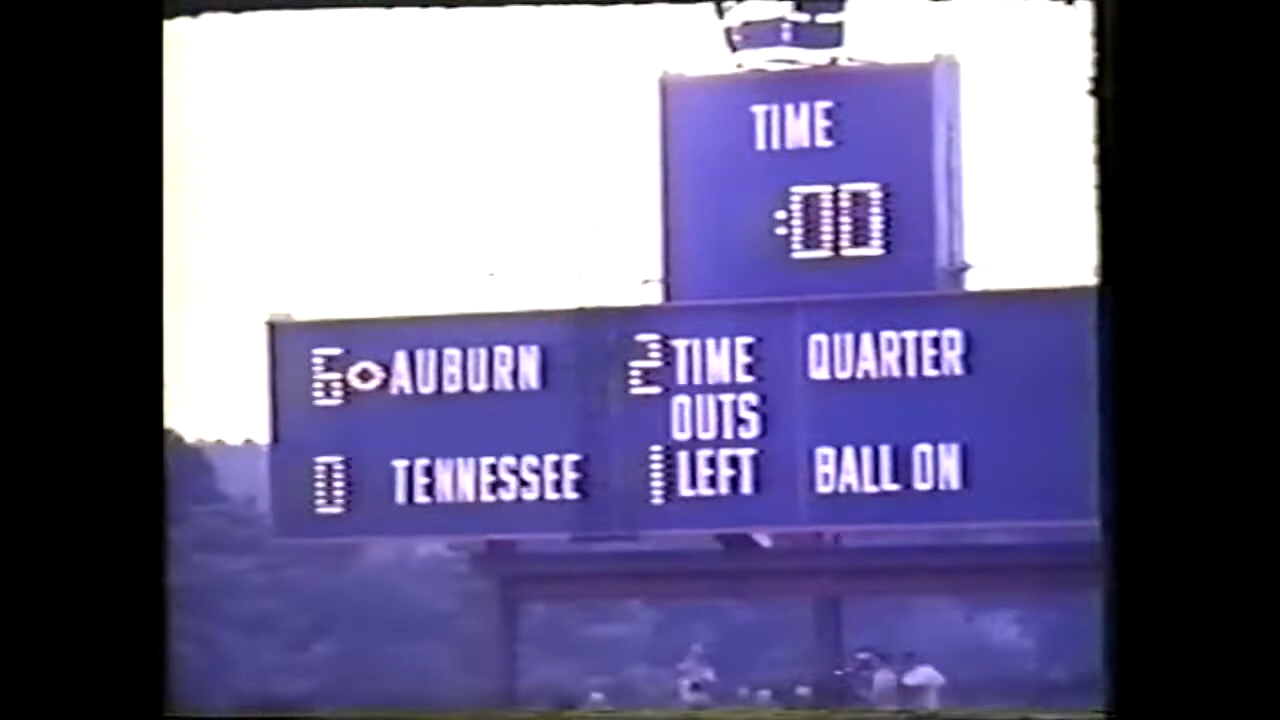 TIME
:00
6 AUBURN 2 TIME QUARTER
OUTS
0 TENNESSEE 1 LEFT BALL ON